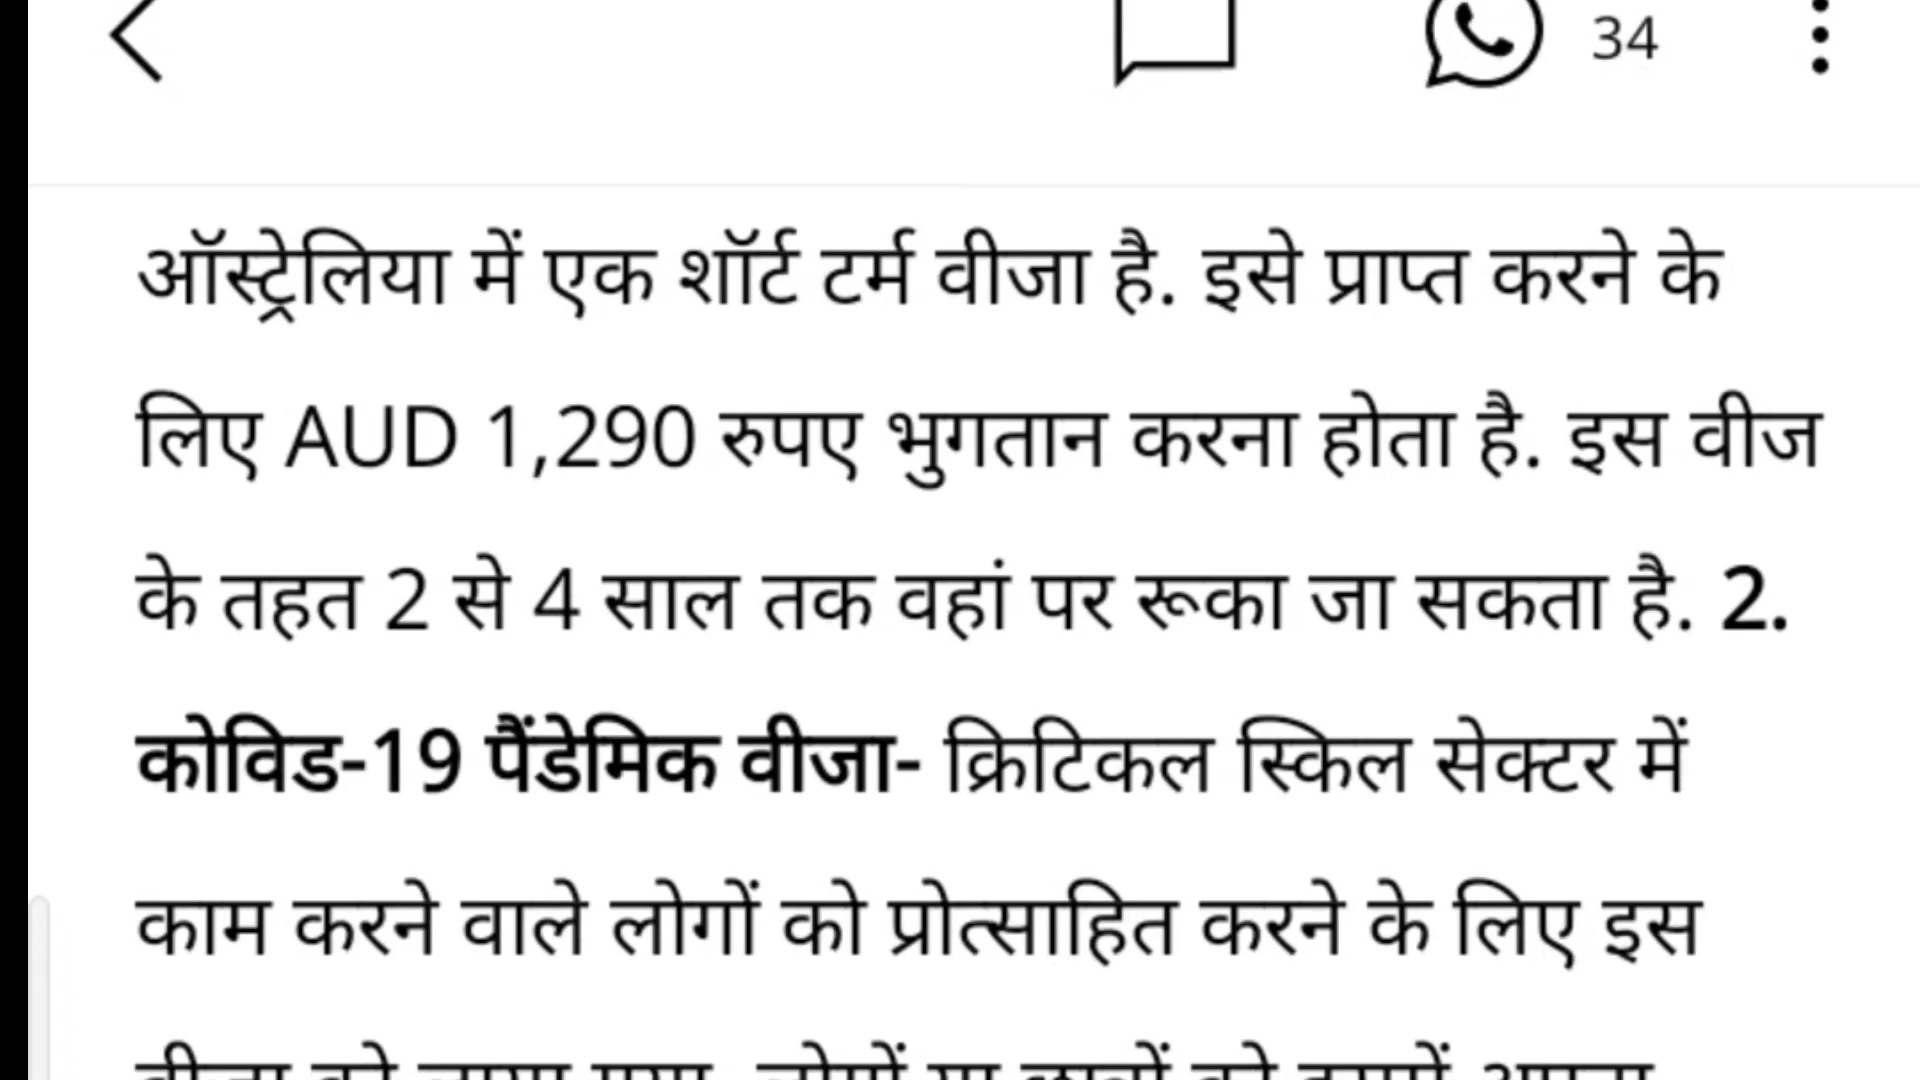 34
ऑस्ट्रेलिया में एक शॉर्ट टर्म वीजा है. इसे प्राप्त करने के
लिए AUD 1,290 रुपए भुगतान करना होता है. इस वीज
के तहत 2 से 4 साल तक वहां पर रूका जा सकता है. 2.
कोविड-19 पैंडेमिक वीजा- क्रिटिकल स्किल सेक्टर में
काम करने वाले लोगों को प्रोत्साहित करने के लिए इस